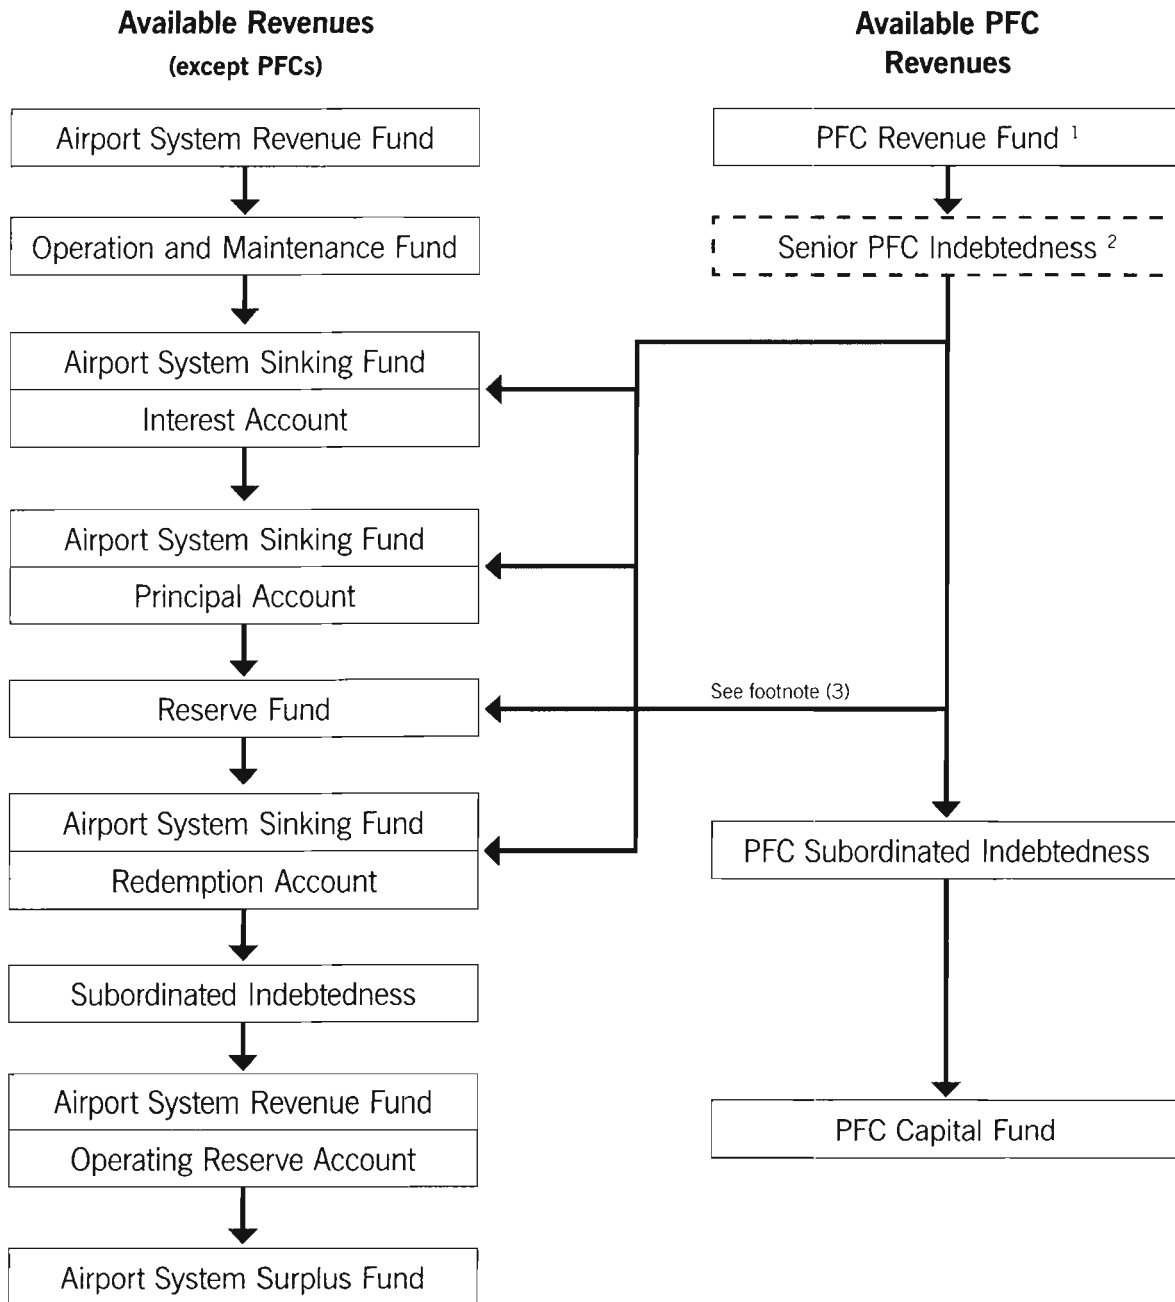 Available Revenues
(except PFCs)
Airport System Revenue Fund
Operation and Maintenance Fund
Airport System Sinking Fund
Interest Account
Airport System Sinking Fund
Principal Account
Reserve Fund
Airport System Sinking Fund
Redemption Account
Subordinated Indebtedness
Airport System Revenue Fund
Operating Reserve Account
Airport System Surplus Fund
Available PFC
Revenues
PFC Revenue Fund 1
Senior PFC Indebtedness 2
See footnote (3)
PFC Subordinated Indebtedness
PFC Capital Fund